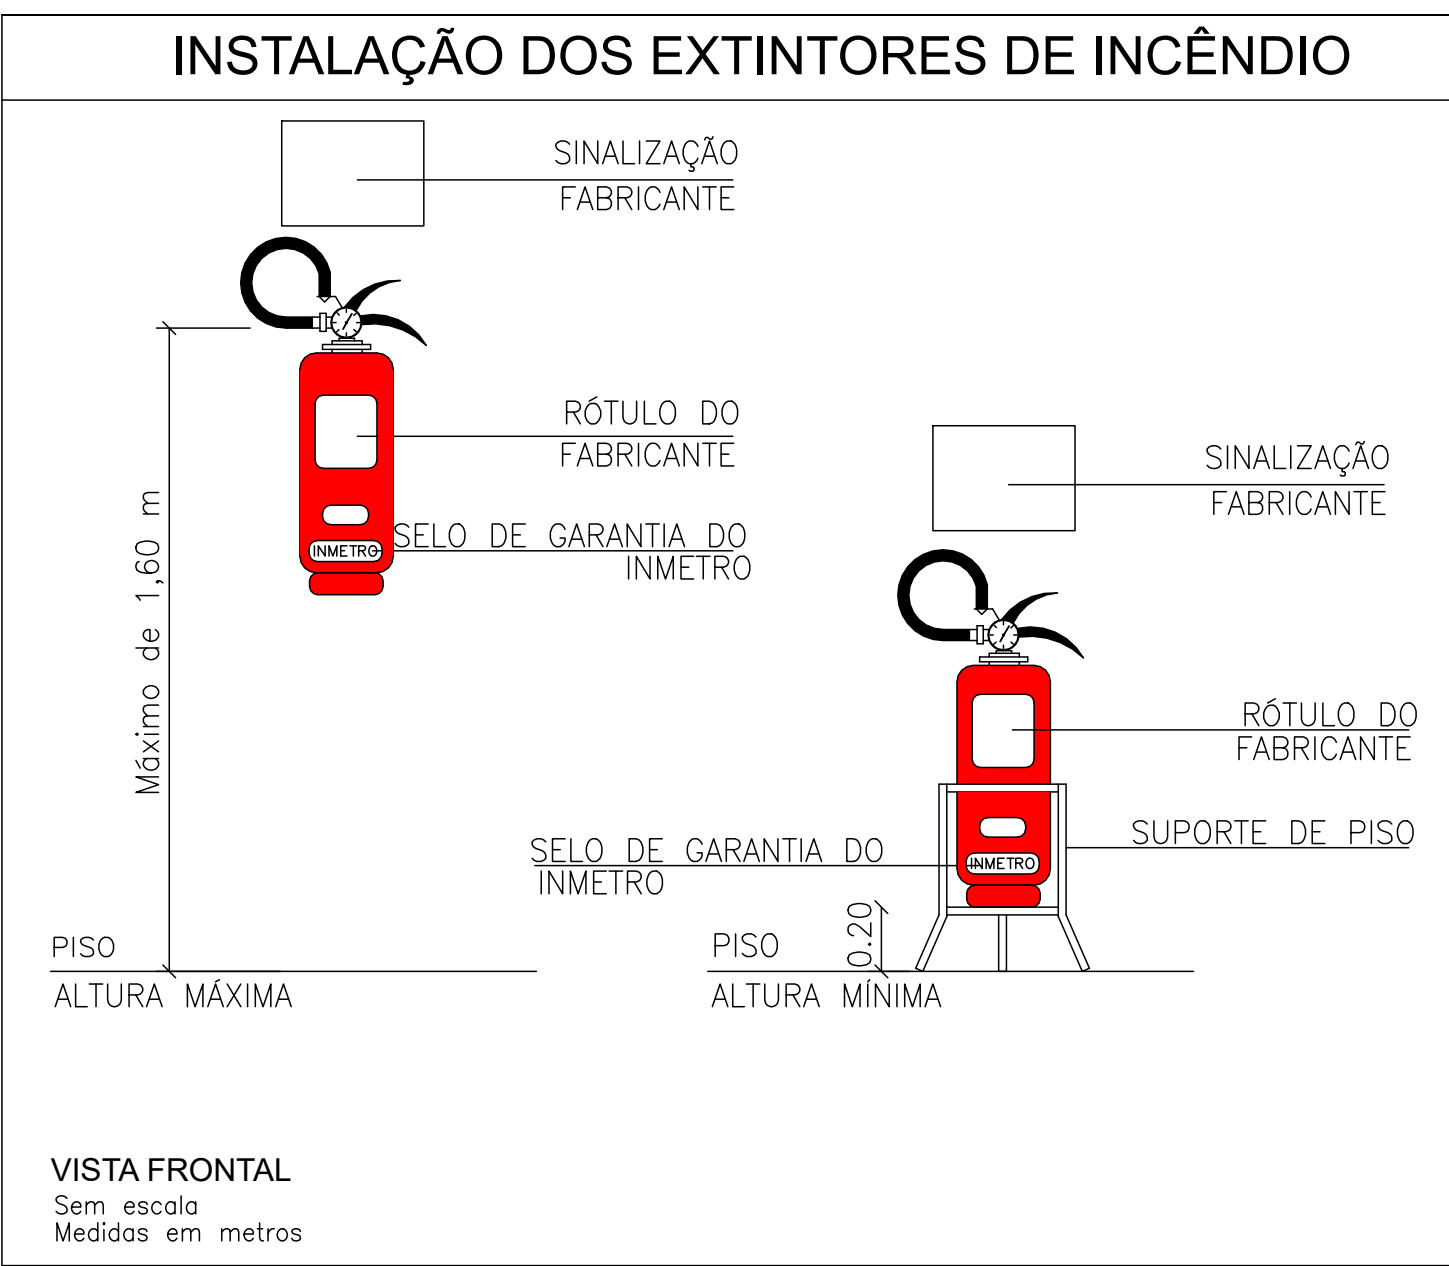 INSTALAÇÃO DOS EXTINTORES DE INCÊNDIO
SINALIZAÇÃO
FABRICANTE
RÓTULO DO
FABRICANTE
SELO DE GARANTIA DO
INMETRO
INMETRO
Máximo de 1,60 m
PISO
ALTURA MÁXIMA
SINALIZAÇÃO
FABRICANTE
RÓTULO DO
FABRICANTE
SUPORTE DE PISO
SELO DE GARANTIA DO
INMETRO
INMETRO
0.20
PISO
ALTURA MÍNIMA
VISTA FRONTAL
Sem escala
Medidas em metros